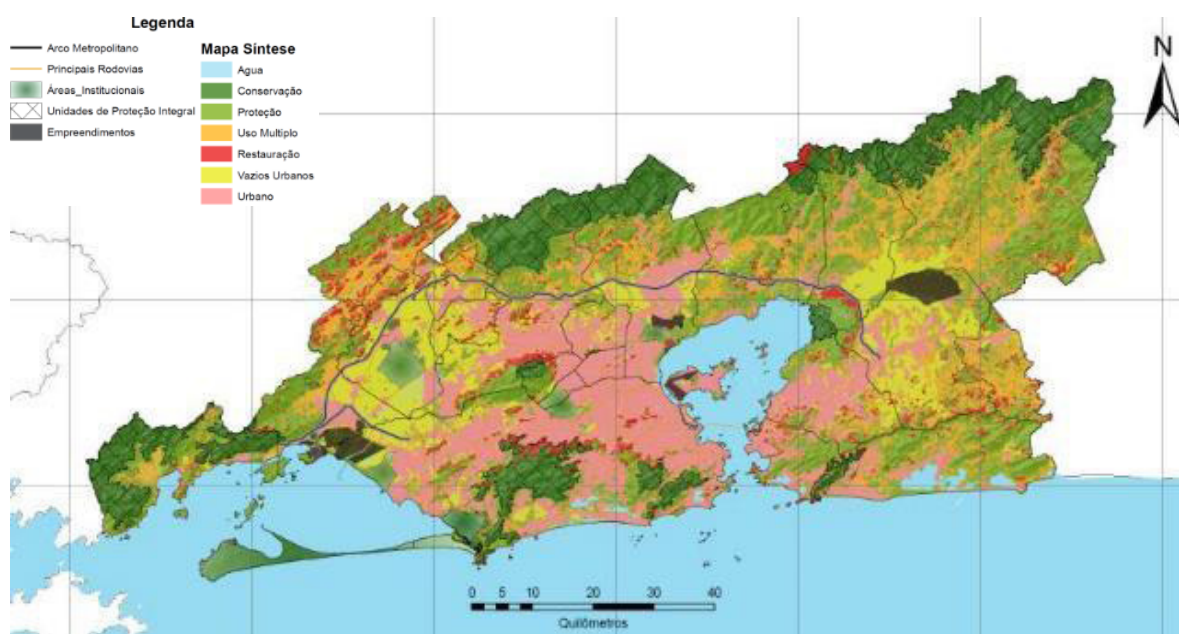 Legenda
Arco Metropolitano
Principais Rodovias
Áreas_Institucionais
Unidades de Proteção Integral
Empreendimentos
Mapa Síntese
Agua
Conservação
Proteção
Uso Multiplo
Restauração
Vazios Urbanos
Urbano
N
0 5 10 20 30 40
Quilômetros